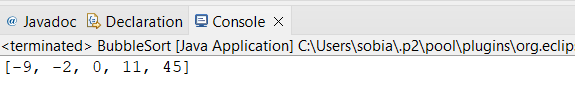 @ Javadoc Declaration Console
<terminated> BubbleSort [Java Application] C:\Users\sobia\.p2\pool\plugins\org.eclip
[-9, -2, 0, 11, 45]